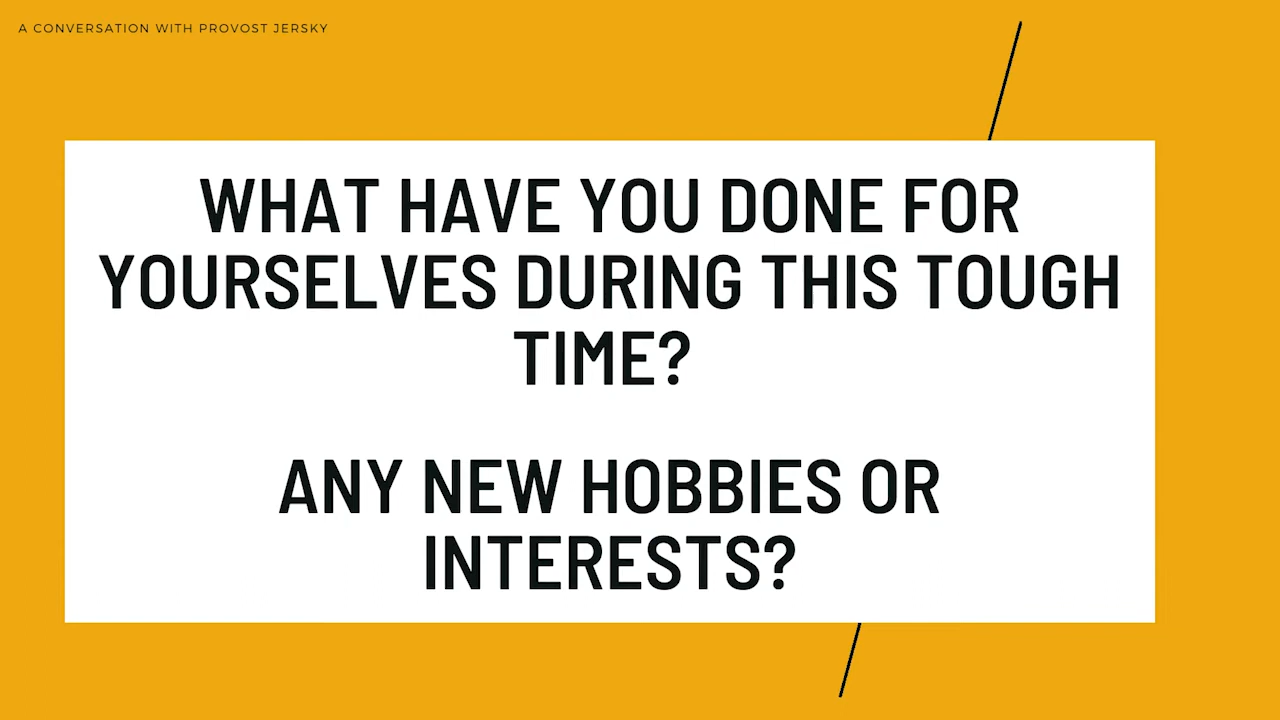 A CONVERSATION WITH PROVOST JERSKY
WHAT HAVE YOU DONE FOR
YOURSELVES DURING THIS TOUGH
TIME?
ANY NEW HOBBIES OR
INTERESTS?